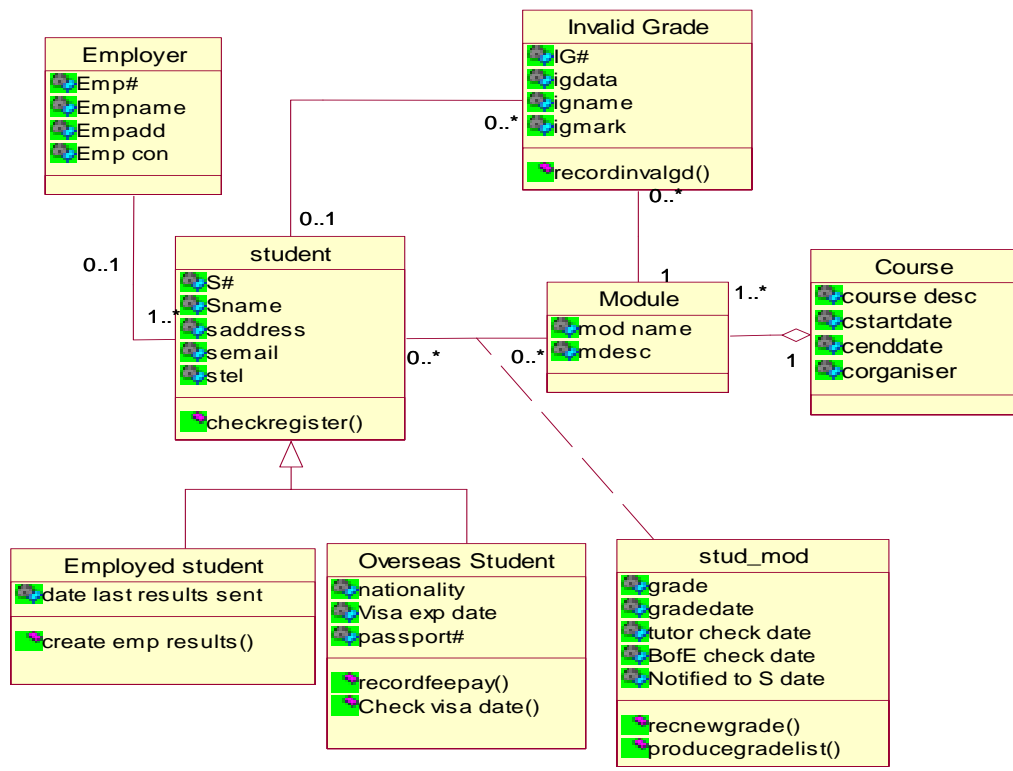 Employer
Emp#
Empname
Empadd
Emp con
Invalid Grade
IG#
igdata
igname
igmark
recordinvalgd()
0..*
0..1
0..*
0..1
1..*
student
S#
Sname
saddress
semail
stel
checkregister()
0..*
0..*
1
Module
mod name
mdesc
1..*
1
Course
course desc
cstartdate
cenddate
corganiser
Employed student
date last results sent
create emp results()
Overseas Student
nationality
Visa exp date
passport#
recordfeepay()
Check visa date()
stud_mod
grade
gradedate
tutor check date
BofE check date
Notified to S date
recnewgrade()
producegradelist()